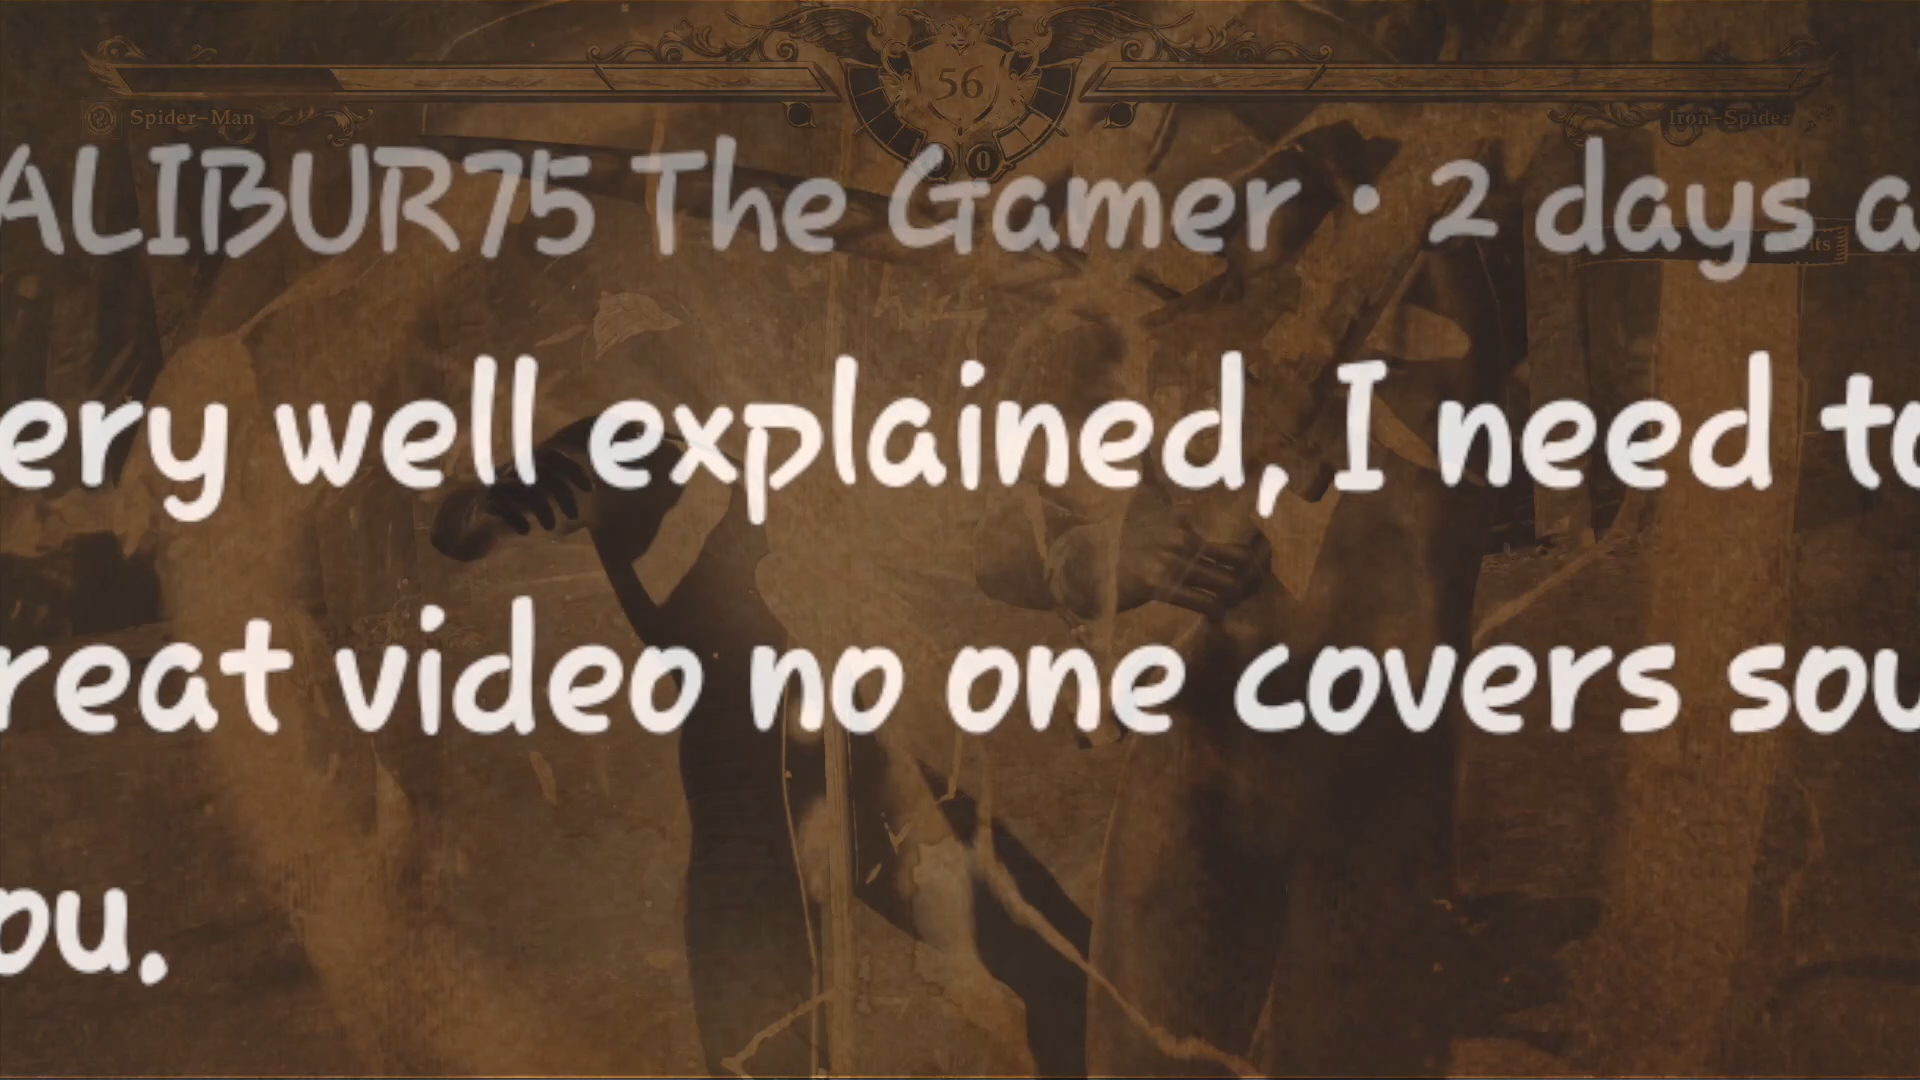 56
Spider-Man
Iron-Spider
0
ALIBUR75 The Gamer • 2 days a
its
ery well explained, I need to
reat video no one covers sou
ou.